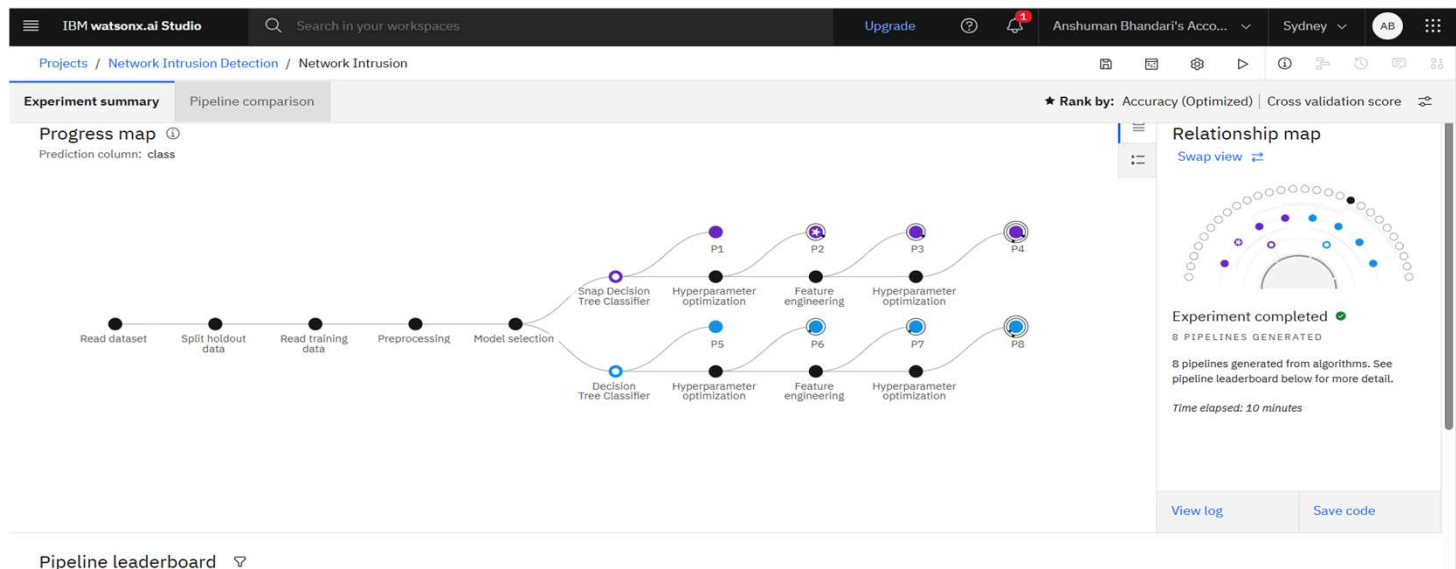 IBM watsonx.ai Studio
Search in your workspaces
Upgrade
1
Anshuman Bhandari's Acco...
Sydney
AB
Projects / Network Intrusion Detection / Network Intrusion
Experiment summary
Pipeline comparison
★ Rank by: Accuracy (Optimized) | Cross validation score
Progress map
Prediction column: class
P1
P2
P3
P4
Snap Decision
Tree Classifier
Hyperparameter
optimization
Feature
engineering
Hyperparameter
optimization
Read dataset
Split holdout
data
Read training
data
Preprocessing
Model selection
P5
P6
P7
P8
Decision
Tree Classifier
Hyperparameter
optimization
Feature
engineering
Hyperparameter
optimization
Relationship map
Swap view
Experiment completed
8 PIPELINES GENERATED
8 pipelines generated from algorithms. See
pipeline leaderboard below for more detail.
Time elapsed: 10 minutes
View log
Save code
Pipeline leaderboard